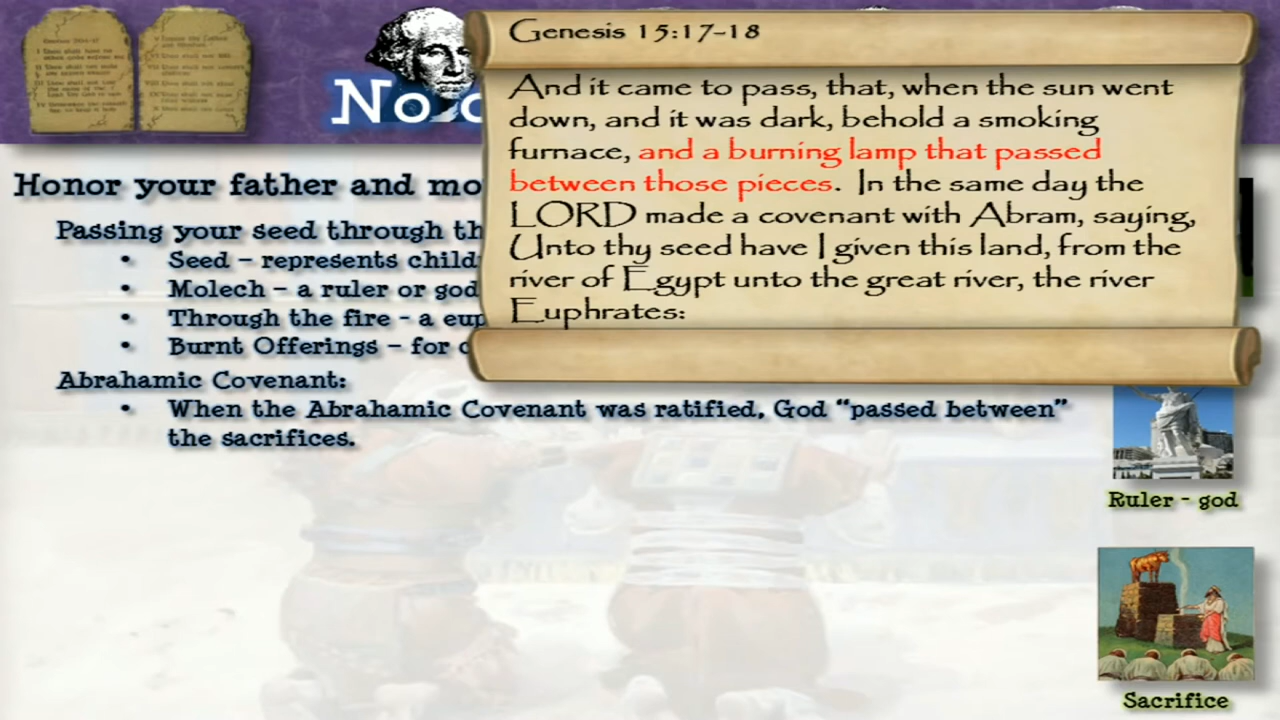 No
Genesis 15:17-18
And it came to pass, that, when the sun went
down, and it was dark, behold a smoking
furnace, and a burning lamp that passed
between those pieces. In the same day the
LORD made a covenant with Abram, saying,
Unto thy seed have I given this land, from the
river of Egypt unto the great river, the river
Euphrates:
Honor your father and mo
Passing your seed through th
• Seed – represents child
• Molech – a ruler or god
• Through the fire - a eup
• Burnt Offerings – for
Abrahamic Covenant:
• When the Abrahamic Covenant was ratified, God “passed between”
the sacrifices.
Ruler - god
Sacrifice